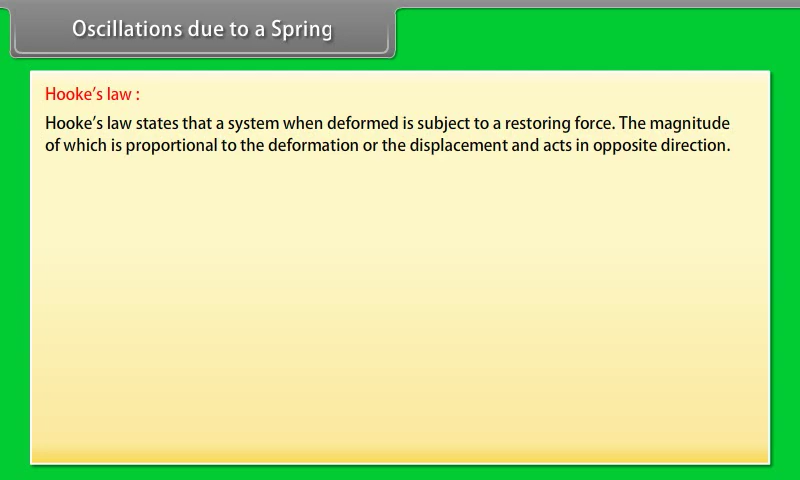 Oscillations due to a Spring
Hooke's law :
Hooke's law states that a system when deformed is subject to a restoring force. The magnitude
of which is proportional to the deformation or the displacement and acts in opposite direction.